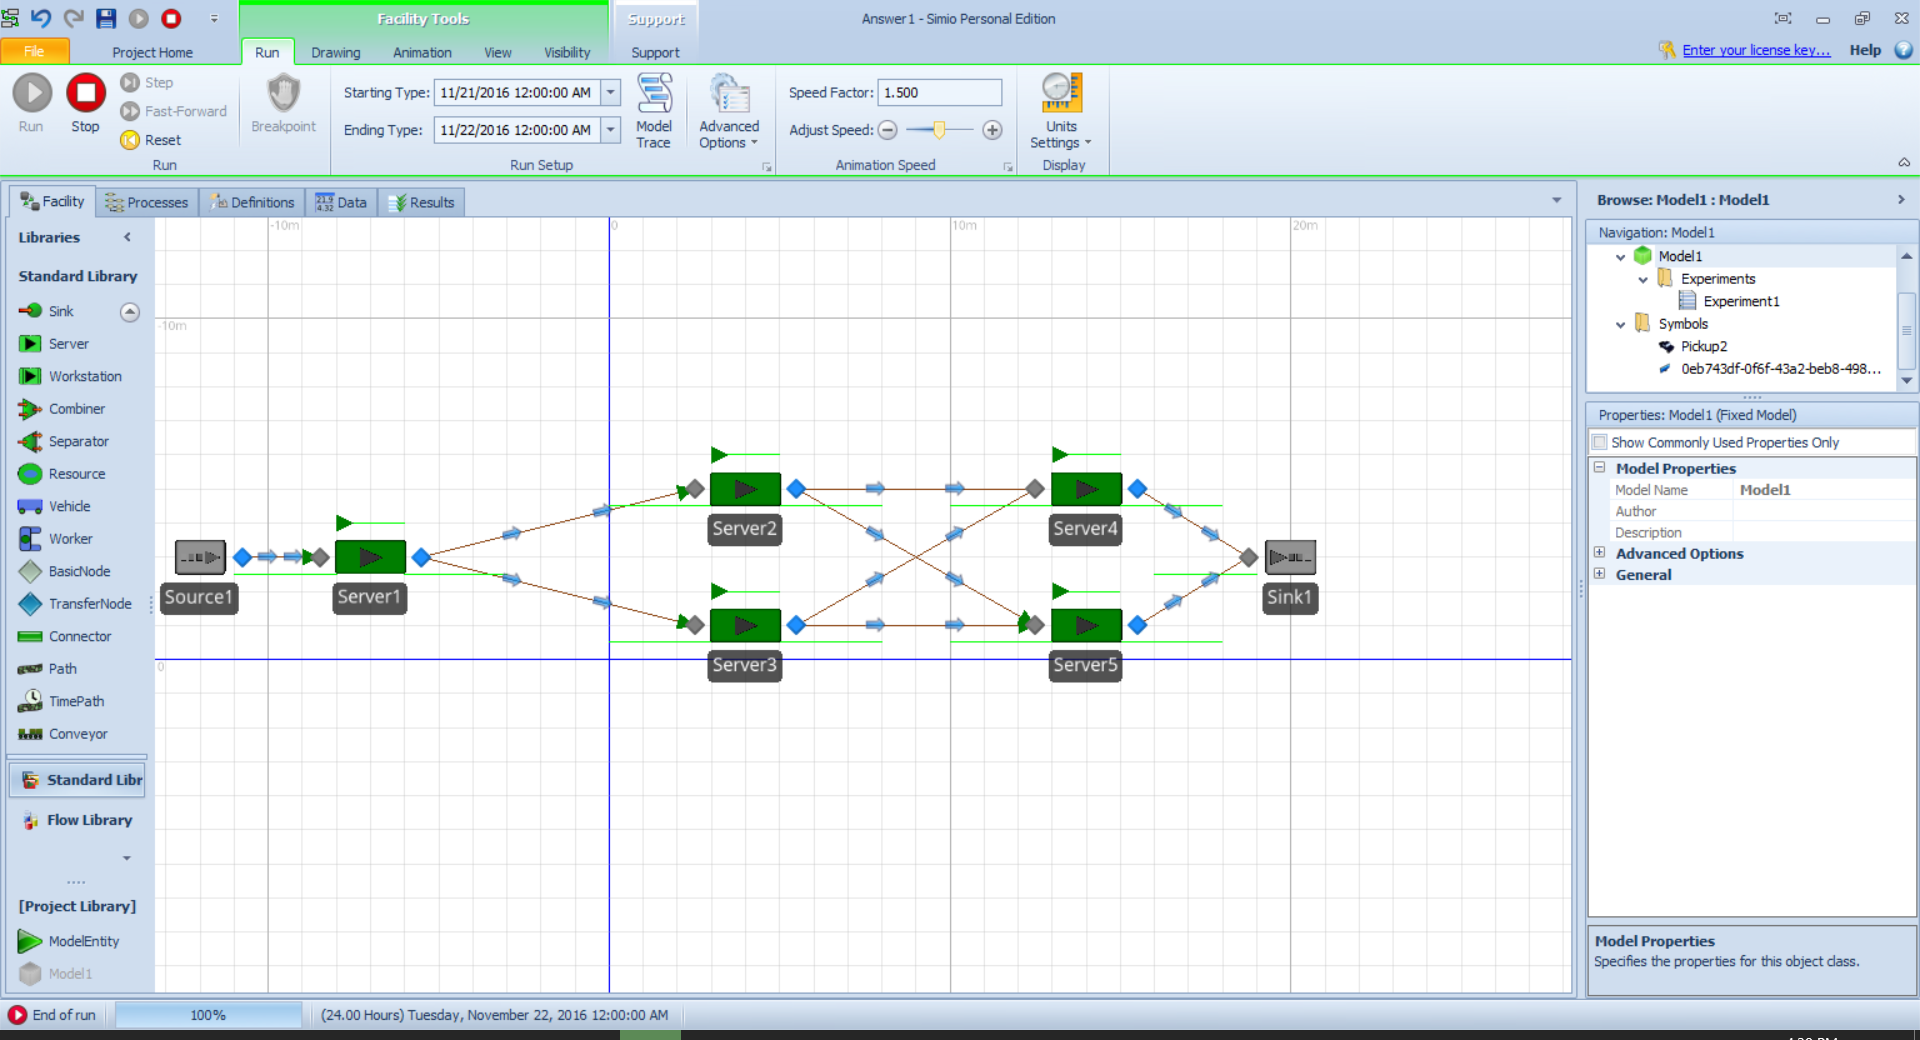 Facility Tools
Support
Answer1 - Simio Personal Edition
File
Project Home
Run
Drawing
Animation
View
Visibility
Support
Enter your license key...
Help
Run
Stop
Step
Fast-Forward
Reset
Run
Breakpoint
Starting Type: 11/21/2016 12:00:00 AM
Ending Type: 11/22/2016 12:00:00 AM
Model Trace
Advanced Options
Run Setup
Speed Factor: 1.500
Adjust Speed:
Animation Speed
Units Settings
Display
Facility
Processes
Definitions
Data
Results
Libraries
Standard Library
Sink
Server
Workstation
Combiner
Separator
Resource
Vehicle
Worker
BasicNode
TransferNode
Connector
Path
TimePath
Conveyor
Standard Libr
Flow Library
[Project Library]
ModelEntity
Model1
-10m
0
10m
20m
-10m
0
Source1
Server1
Server2
Server3
Server4
Server5
Sink1
Browse: Model1 : Model1
Navigation: Model1
Model1
Experiments
Experiment1
Symbols
Pickup2
0eb743df-0f6f-43a2-beb8-498...
Properties: Model1 (Fixed Model)
Show Commonly Used Properties Only
Model Properties
Model Name Model1
Author
Description
Advanced Options
General
Model Properties
Specifies the properties for this object class.
End of run
100%
(24.00 Hours) Tuesday, November 22, 2016 12:00:00 AM